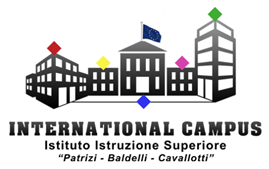 INTERNATIONAL CAMPUS
Istituto Istruzione Superiore
“Patrizi - Baldelli - Cavallotti”